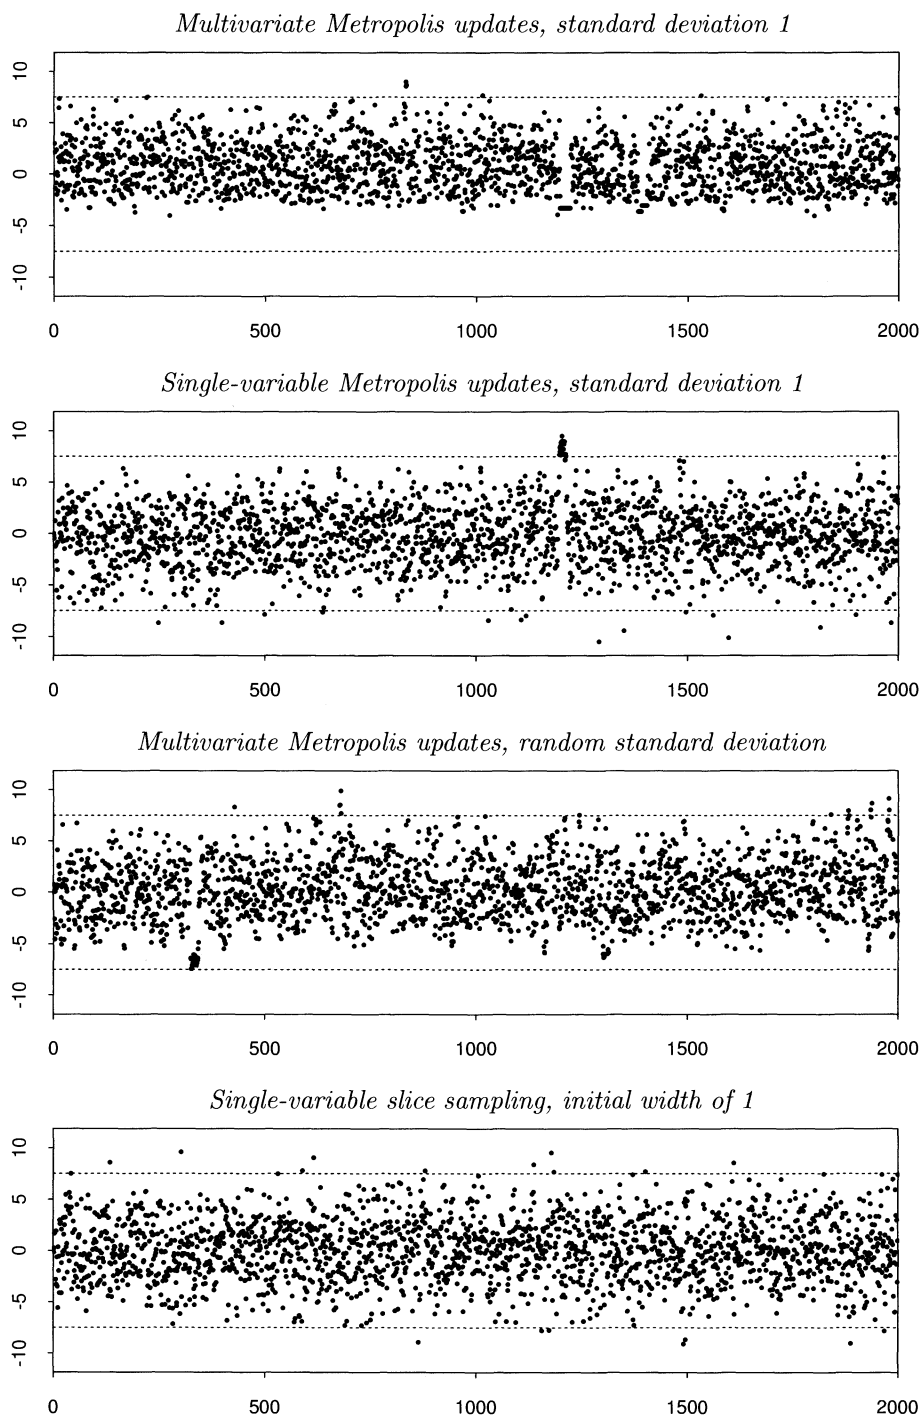 Multivariate Metropolis updates, standard deviation 1
10
5
0
-5
-10
0 500 1000 1500 2000
Single-variable Metropolis updates, standard deviation 1
10
5
0
-5
-10
0 500 1000 1500 2000
Multivariate Metropolis updates, random standard deviation
10
5
0
-5
-10
0 500 1000 1500 2000
Single-variable slice sampling, initial width of 1
10
5
0
-5
-10
0 500 1000 1500 2000